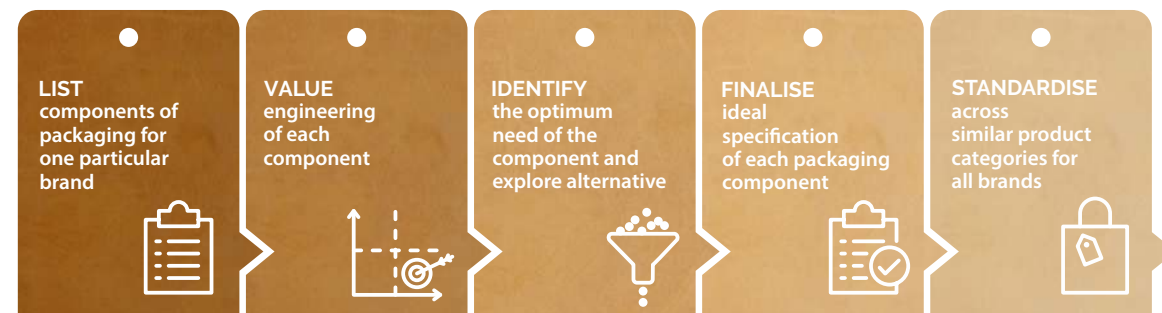 LIST
components of
packaging for
one particular
brand
VALUE
engineering
of each
component
IDENTIFY
the optimum
need of the
component and
explore alternative
FINALISE
ideal
specification
of each packaging
component
STANDARDISE
across
similar product
categories for
all brands